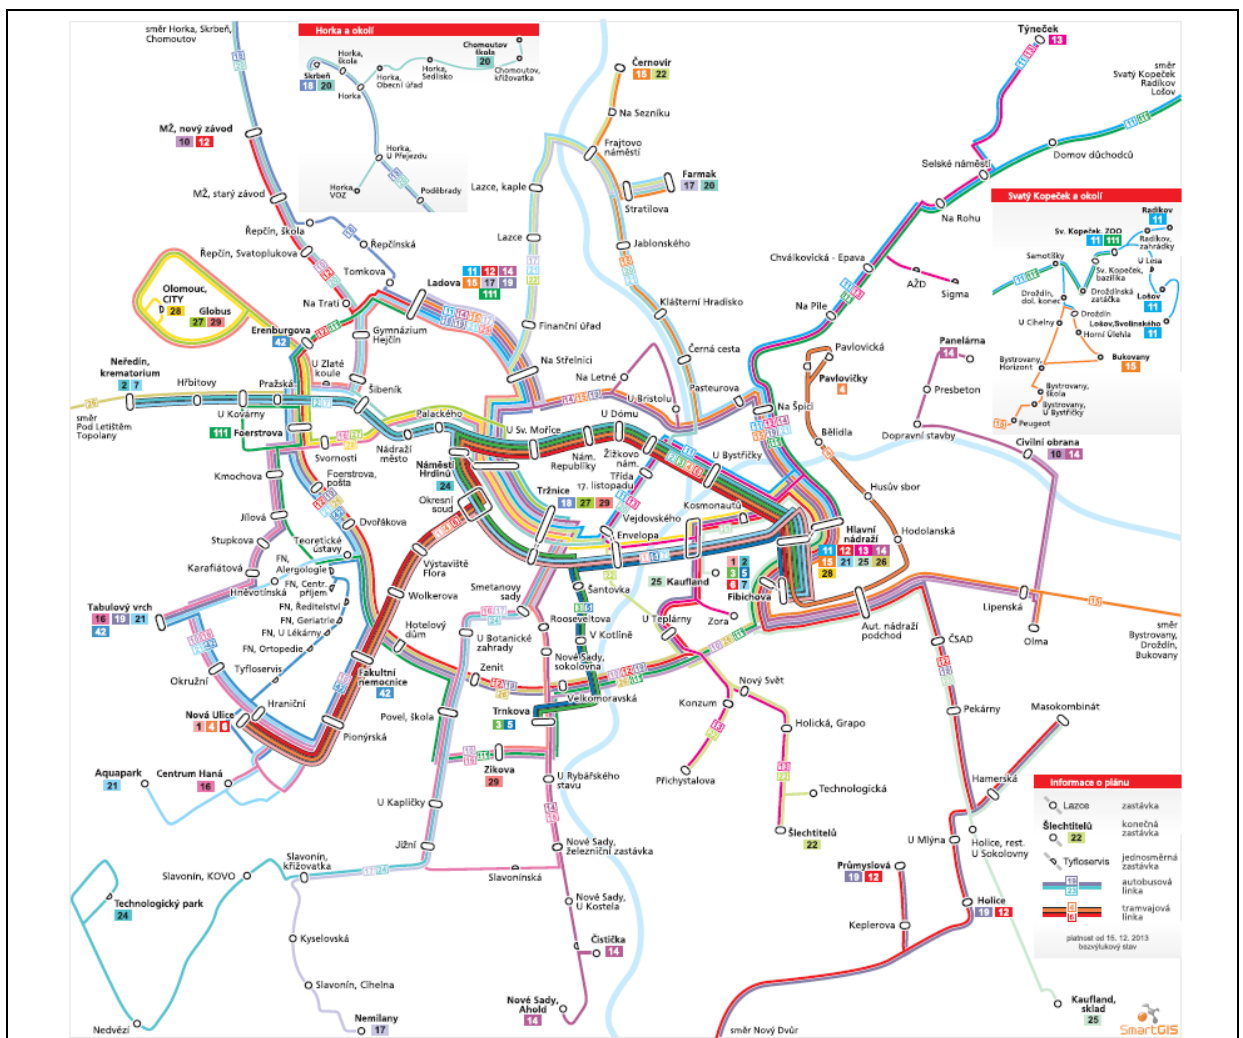 směr Horka, Skrbeň,
Chomoutov
Horka a okolí
Skrbeň
18 20
Horka,
škola
Horka
Horka,
Obecní úřad
Horka,
Sedlisko
Chomoutov
škola
20
Chomoutov,
křižovatka
Horka,
U Přejezdu
Horka
VOZ
Poděbrady
Černovír
15 22
Na Sezníku
Frajtovo
náměstí
Farmak
17 20
Stratilova
Týneček
13
směr
Svatý Kopeček
Radíkov
Lošov
Domov důchodců
Selské náměstí
Na Rohu
Svatý Kopeček a okolí
Radíkov
11
Sv. Kopeček, ZOO
11 111
Radíkov,
zahrádky
Samotišky
Sv. Kopeček,
bazilika
U Lesa
Droždín,
dol. konec
Droždínská
zatáčka
Lošov
11
Droždín
U Cihelny
Lošov,Svolinského
11
Horní Úlehla
Bystrovany,
Horizont
Bukovany
15
Bystrovany,
škola
Bystrovany,
U Bystřičky
Peugeot
MŽ, nový závod
10 12
MŽ, starý závod
Řepčín, škola
Řepčínská
Řepčín, Svatoplukova
Tomkova
Na Trati
Lazce, kaple
Lazce
Jablonského
Klášterní Hradisko
Chválkovická - Epava
AŽD
Sigma
Na Pile
Olomouc,
CITY
28
Globus
27 29
Ladova
11 12 14
15 17 19
111
Erenburgova
42
Gymnázium
Hejčín
Finanční úřad
Černá cesta
Neředín,
krematorium
2 7
Hřbitovy
Pražská
U Zlaté
koule
Šibeník
Na Střelnici
Na Letné
U Bristolu
Pasteurova
Pavlovická
Pavlovičky
4
Panelárna
14
Presbeton
směr
Pod Letištěm
Topolany
U Kovárny
111
Foerstrova
Palackého
U Sv. Mořice
U Dómu
Na Špici
Bělidla
Dopravní stavby
Civilní obrana
10 14
Svornosti
Nádraží
město
Náměstí
Hrdinů
24
Nám.
Republiky
Žižkovo
nám.
U Bystřičky
Třída
17. listopadu
Kmochova
Foerstrova,
pošta
Okresní
soud
Tržnice
18 27 29
Vejdovského
Kosmonautů
Husův sbor
Jílová
Dvořákova
Envelopa
Hlavní
nádraží
11 12 13 14
15 21 25 26
28
Hodolanská
Stupkova
Teoretické
ústavy
Karafiátová
FN,
Alergologie
Výstaviště
Flora
Smetanovy
sady
Šantovka
25 Kaufland
1 2
3 5
6 7
Fibichova
Hněvotínská
FN, Centr.
příjem
Wolkerova
Tabulový vrch
16 19 21
42
FN, Ředitelství
FN, Geriatrie
FN, U Lékárny
FN, Ortopedie
Rooseveltova
U Teplárny
Zora
Aut. nádraží
podchod
Lipenská
Olma
směr
Bystrovany,
Droždín,
Bukovany
Hotelový
dům
U Botanické
zahrady
V Kotlině
ČSAD
Tyfloservis
Okružní
Fakultní
nemocnice
42
Zenit
Nové Sady,
sokolovna
Nový Svět
Velkomoravská
Hraniční
Nová Ulice
1 4 6
Pionýrská
Povel, škola
Trnkova
3 5
Konzum
Holická, Grapo
Pekárny
Masokombinát
Aquapark
21
Centrum Haná
16
Zikova
29
U Rybářského
stavu
Přichystalova
Technologická
Hamerská
U Kapličky
Šlechtitelů
22
U Mlýna
Holice, rest.
U Sokolovny
Jižní
Nové Sady,
železniční zastávka
Slavonín,
křižovatka
Slavonín, KOVO
Slavonínská
Průmyslová
19 12
Holice
19 12
Technologický park
24
Nové Sady,
U Kostela
Keplerova
Kyselovská
Čistička
14
Slavonín, Cihelna
Nemilany
17
Nové Sady,
Ahold
14
Nedvězí
směr Nový Dvůr
Kaufland,
sklad
25
Informace o plánu
Lazce zastávka
Šlechtitelů
22
konečná
zastávka
Tyfloservis
jednosměrná
zastávka
19
23
autobusová
linka
4
6
tramvajová
linka
platnost od 15. 12. 2013
bezvýlukový stav
SmartGIS